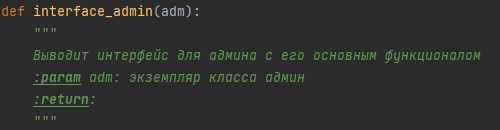 def interface_admin(adm):
"""
Выводит интерфейс для админа с его основным функционалом
:param adm: экземпляр класса админ
:return:
"""